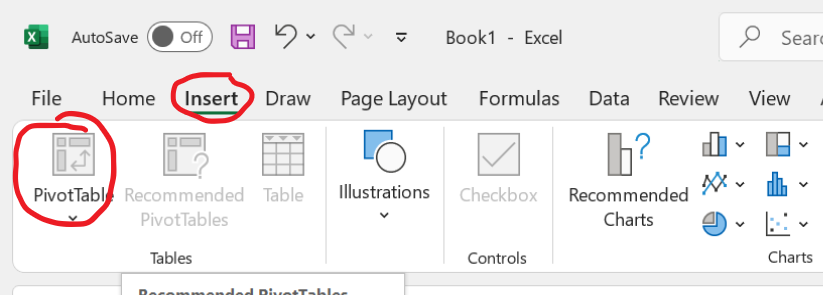 AutoSave Off Book1 - Excel Sear
File Home Insert Draw Page Layout Formulas Data Review View
PivotTable Recommended PivotTables Table Illustrations Checkbox Recommended Charts
Tables Controls Charts
Recommended PivotTables